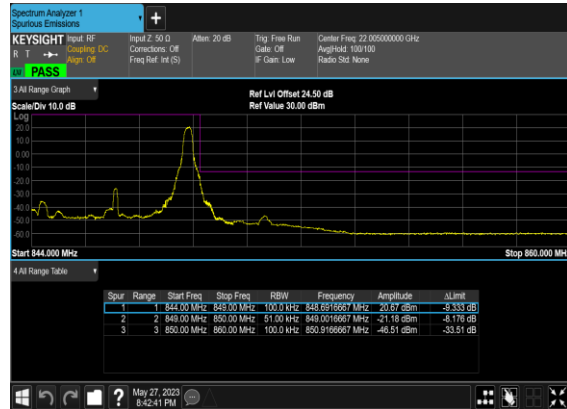 Spectrum Analyzer 1
Spurious Emissions
KEYSIGHT Input: RF Input Z: 50 Ω Atten: 20 dB Trig: Free Run Center Freq: 22.005000000 GHz
R T Coupling: DC Corrections: Off Gate: Off Avg|Hold: 100/100
Align: Off Freq Ref: Int (S) IF Gain: Low Radio Std: None
PASS
3 All Range Graph
Ref Lvl Offset 24.50 dB
Scale/Div 10.0 dB Ref Value 30.00 dBm
Log
20.0
10.0
0.00
-10.0
-20.0
-30.0
-40.0
-50.0
-60.0
Start 844.000 MHz Stop 860.000 MH
4 All Range Table
Spur Range Start Freq Stop Freq RBW Frequency Amplitude ΔLimit
1 1 844.00 MHz 849.00 MHz 100.0 kHz 848.6916667 MHz 20.67 dBm -9.333 dB
2 2 849.00 MHz 850.00 MHz 51.00 kHz 849.0016667 MHz -21.18 dBm -8.176 dB
3 3 850.00 MHz 860.00 MHz 100.0 kHz 850.9166667 MHz -46.51 dBm -33.51 dB
? May 27, 2023
8:42:41 PM